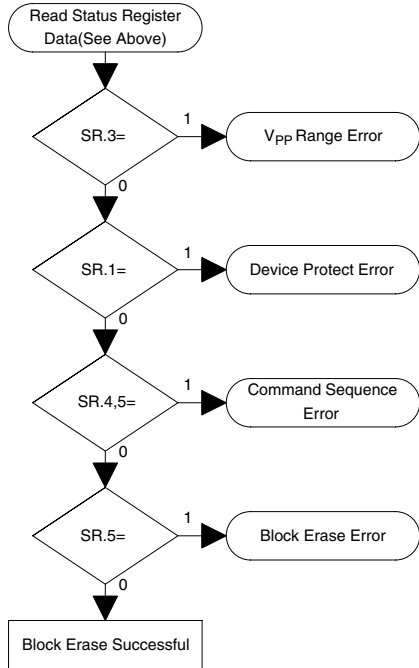 Read Status Register
Data(See Above)
SR.3=
1
VPP Range Error
0
SR.1=
1
Device Protect Error
0
SR.4,5=
1
Command Sequence
Error
0
SR.5=
1
Block Erase Error
0
Block Erase Successful